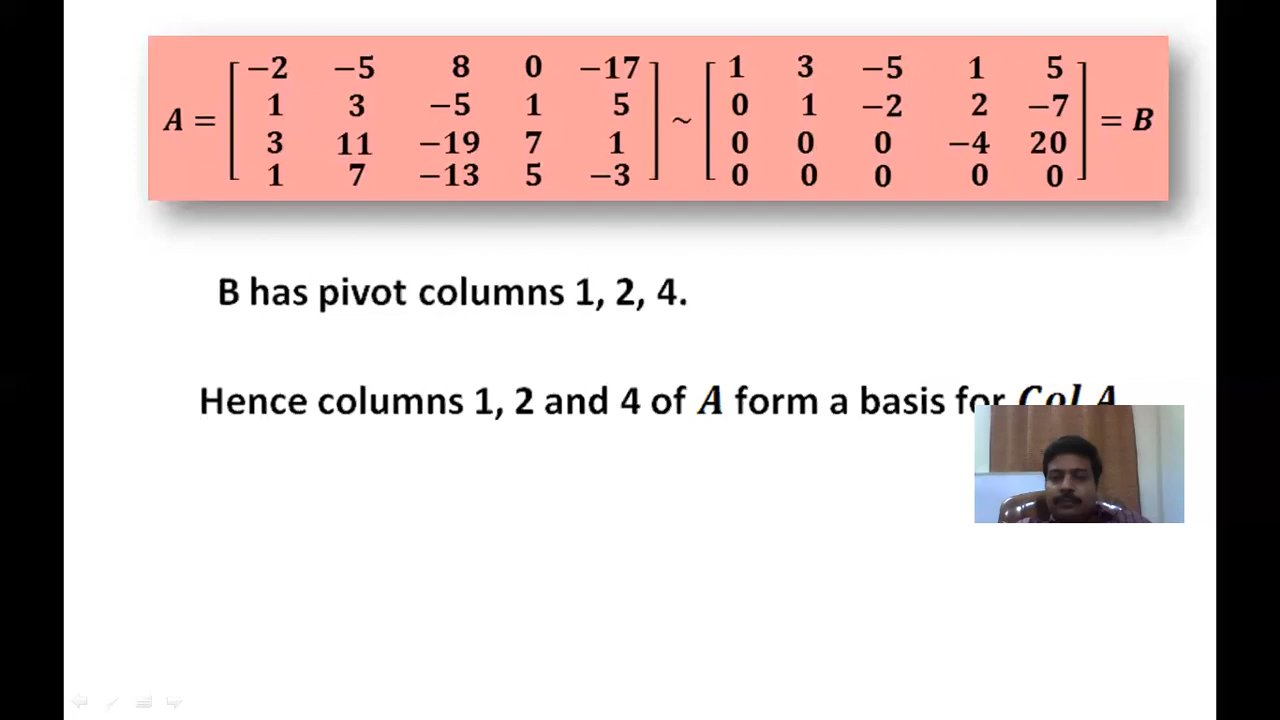 A = [ −2 −5 8 0 −17 ] ~ [ 1 3 −5 1 5 ] = B
[ 1 3 −5 1 5 ] [ 0 1 −2 2 −7 ]
[ 3 11 −19 7 1 ] [ 0 0 0 −4 20 ]
[ 1 7 −13 5 −3 ] [ 0 0 0 0 0 ]
B has pivot columns 1, 2, 4.
Hence columns 1, 2 and 4 of A form a basis for Col A